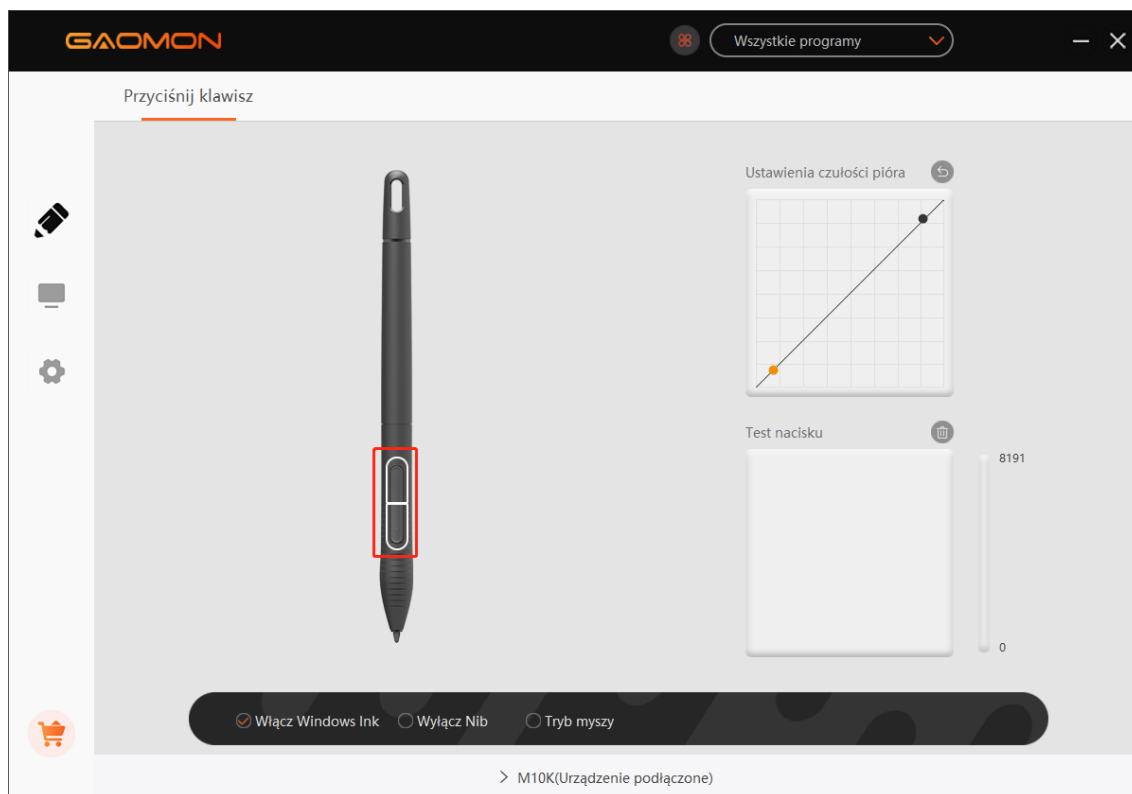 GAOMON
Wszystkie programy
Przyciśnij klawisz
Ustawienia czułości pióra
Test nacisku
8191
0
Włącz Windows Ink
Wyłącz Nib
Tryb myszy
M10K(Urządzenie podłączone)